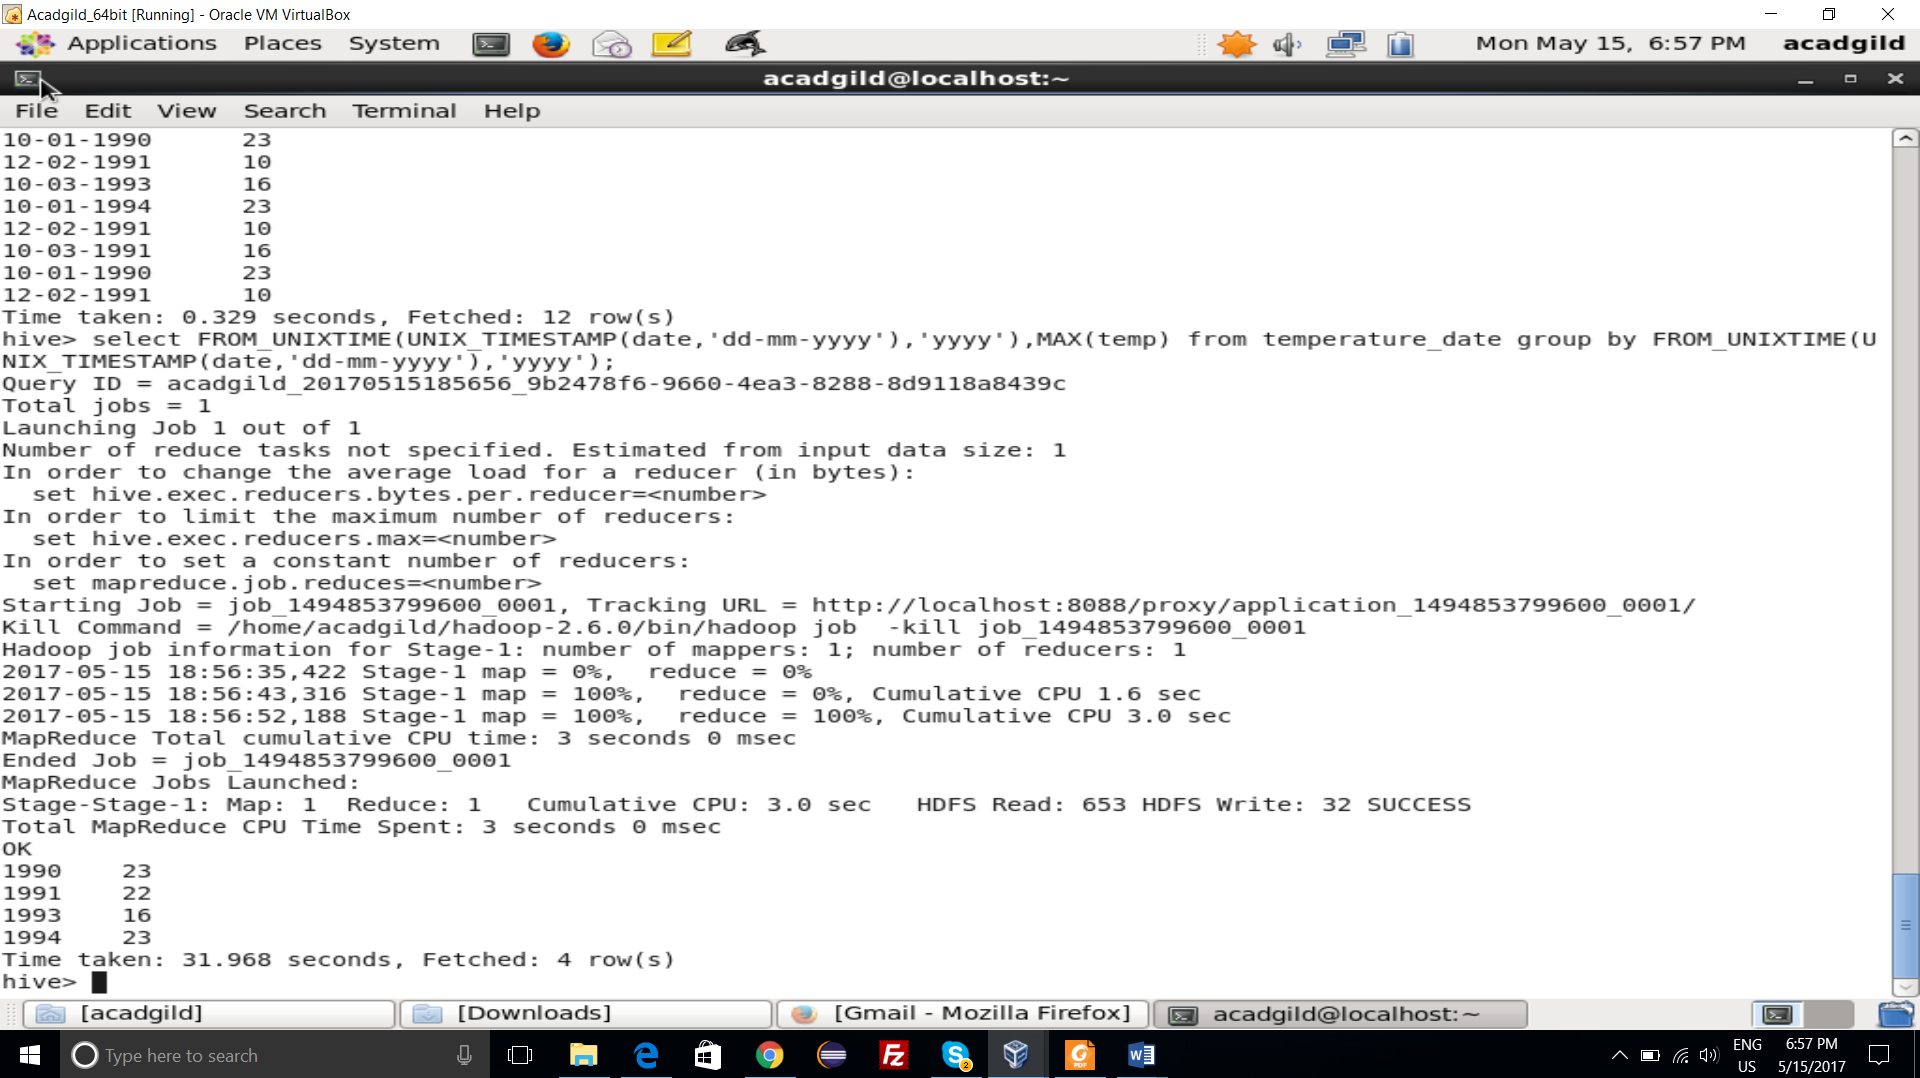 Acadgild_64bit [Running] - Oracle VM VirtualBox
Applications Places System Mon May 15, 6:57 PM acadgild
acadgild@localhost:~
File Edit View Search Terminal Help
10-01-1990 23
12-02-1991 10
10-03-1993 16
10-01-1994 23
12-02-1991 10
10-03-1991 16
10-01-1990 23
12-02-1991 10
Time taken: 0.329 seconds, Fetched: 12 row(s)
hive> select FROM_UNIXTIME(UNIX_TIMESTAMP(date,'dd-mm-yyyy'),'yyyy'),MAX(temp) from temperature_date group by FROM_UNIXTIME(U
NIX_TIMESTAMP(date,'dd-mm-yyyy'),'yyyy');
Query ID = acadgild_20170515185656_9b2478f6-9660-4ea3-8288-8d9118a8439c
Total jobs = 1
Launching Job 1 out of 1
Number of reduce tasks not specified. Estimated from input data size: 1
In order to change the average load for a reducer (in bytes):
  set hive.exec.reducers.bytes.per.reducer=<number>
In order to limit the maximum number of reducers:
  set hive.exec.reducers.max=<number>
In order to set a constant number of reducers:
  set mapreduce.job.reduces=<number>
Starting Job = job_1494853799600_0001, Tracking URL = http://localhost:8088/proxy/application_1494853799600_0001/
Kill Command = /home/acadgild/hadoop-2.6.0/bin/hadoop job  -kill job_1494853799600_0001
Hadoop job information for Stage-1: number of mappers: 1; number of reducers: 1
2017-05-15 18:56:35,422 Stage-1 map = 0%,  reduce = 0%
2017-05-15 18:56:43,316 Stage-1 map = 100%,  reduce = 0%, Cumulative CPU 1.6 sec
2017-05-15 18:56:52,188 Stage-1 map = 100%,  reduce = 100%, Cumulative CPU 3.0 sec
MapReduce Total cumulative CPU time: 3 seconds 0 msec
Ended Job = job_1494853799600_0001
MapReduce Jobs Launched:
Stage-Stage-1: Map: 1  Reduce: 1   Cumulative CPU: 3.0 sec   HDFS Read: 653 HDFS Write: 32 SUCCESS
Total MapReduce CPU Time Spent: 3 seconds 0 msec
OK
1990 23
1991 22
1993 16
1994 23
Time taken: 31.968 seconds, Fetched: 4 row(s)
hive>
[acadgild] [Downloads] [Gmail - Mozilla Firefox] acadgild@localhost:~
Type here to search
ENG 6:57 PM
US 5/15/2017